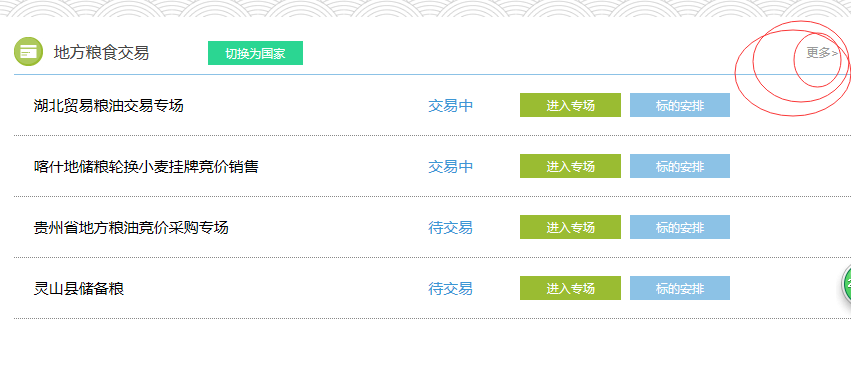 地方粮食交易 切换为国家 更多>
湖北贸易粮油交易专场 交易中 进入专场 标的安排
喀什地储粮轮换小麦挂牌竞价销售 交易中 进入专场 标的安排
贵州省地方粮油竞价采购专场 待交易 进入专场 标的安排
灵山县储备粮 待交易 进入专场 标的安排